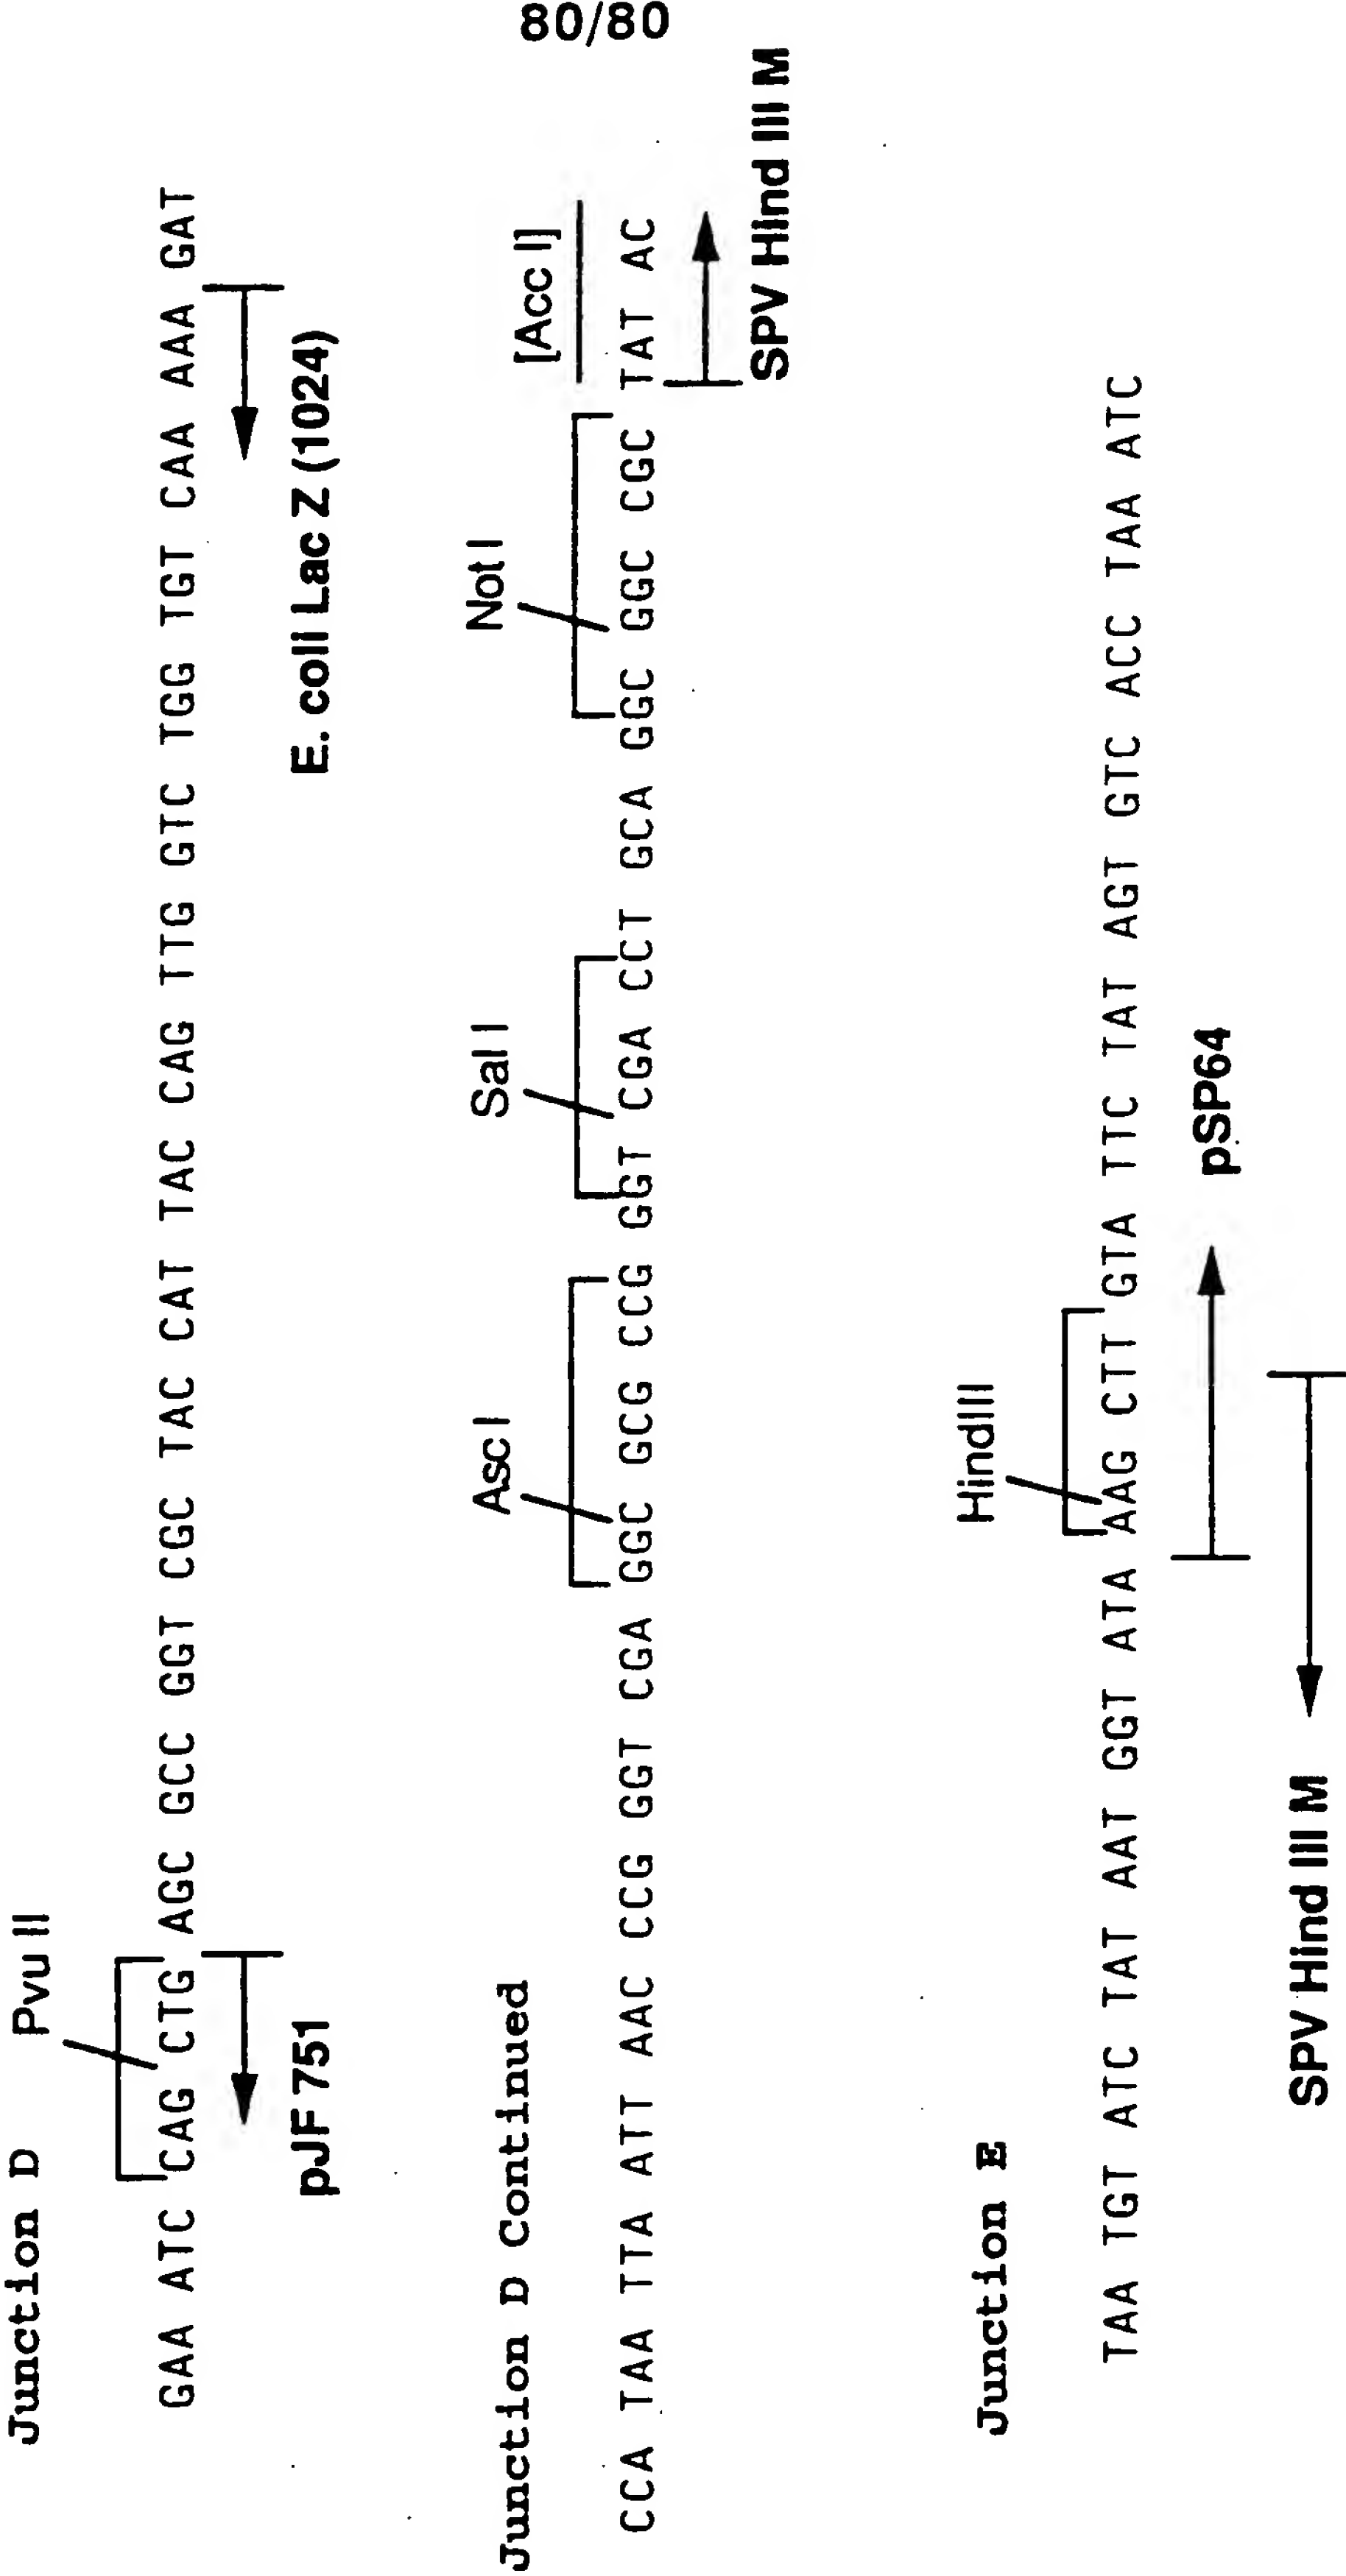 80/80
Junction D
Pvu II
GAA ATC CAG CTG AGC GCC GGT CGC TAC CAT TAC CAG TTG GTC TGG TGT CAA AAA GAT
pJF 751
E. coli Lac Z (1024)
Junction D Continued
Asc I Sal I Not I [Acc I]
CCA TAA TTA ATT AAC CCG GGT CGA GGC GCG CCG GGT CGA CCT GCA GGC GGC CGC TAT AC
SPV Hind III M
Junction E
HindIII
TAA TGT ATC TAT AAT GGT ATA AAG CTT GTA TTC TAT AGT GTC ACC TAA ATC
pSP64
SPV Hind III M